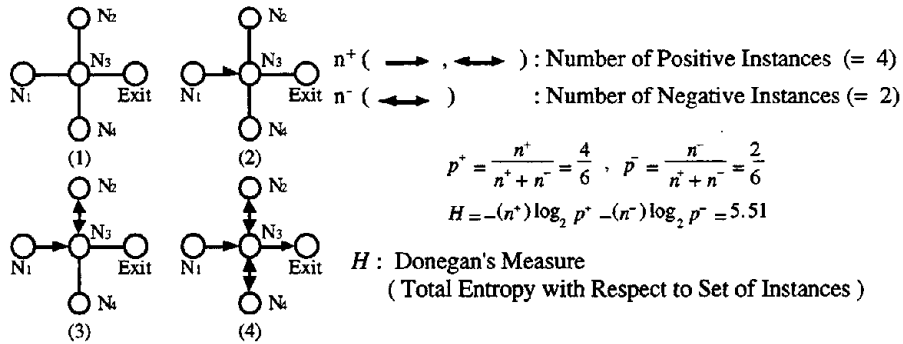 N2
N3
N1
Exit
N4
(1)
N2
N3
N1
Exit
N4
(2)
n+ ( → , ↔ ) : Number of Positive Instances (= 4)
n- ( ↔ ) : Number of Negative Instances (= 2)
p+ = n+ / (n+ + n-) = 4/6 , p- = n- / (n+ + n-) = 2/6
H = -(n+) log2 p+ -(n-) log2 p- = 5.51
N2
N3
N1
Exit
N4
(3)
N2
N3
N1
Exit
N4
(4)
H : Donegan's Measure
( Total Entropy with Respect to Set of Instances )